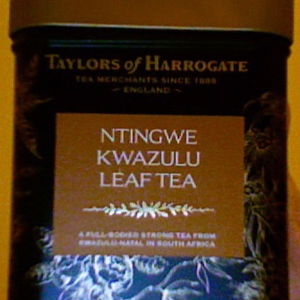 TAYLORS of HARROGATE
TEA MERCHANTS SINCE 1886
ENGLAND
NTINGWE
KWAZULU
LEAF TEA
A FULL-BODIED STRONG TEA FROM
KWAZULU-NATAL IN SOUTH AFRICA